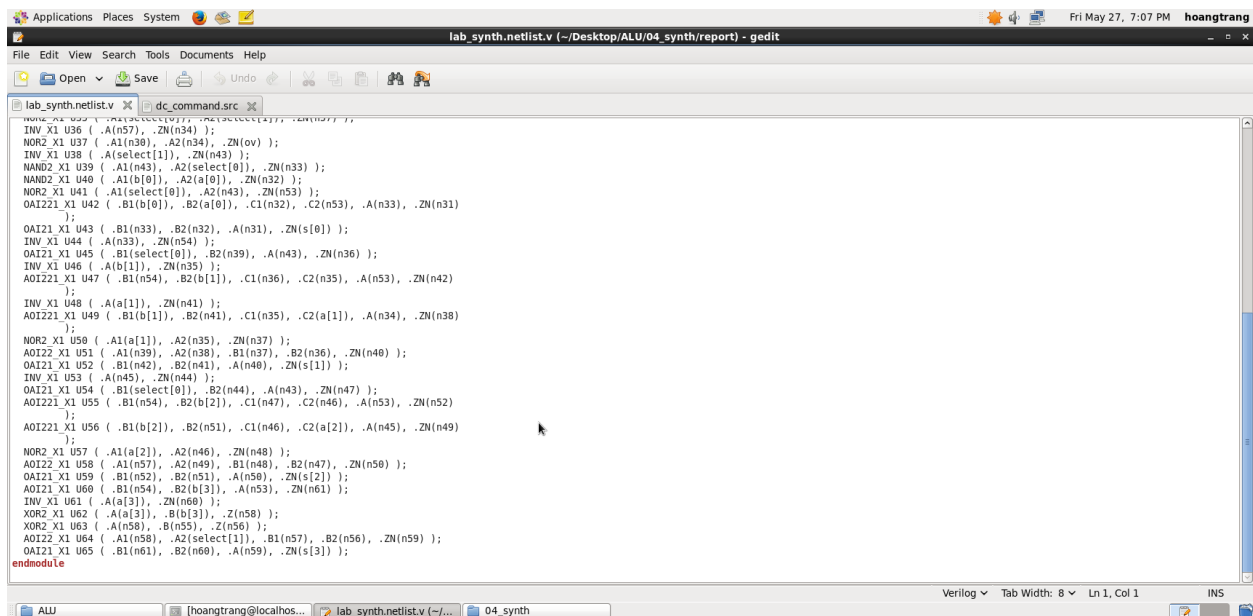 Applications Places System Fri May 27, 7:07 PM hoangtrang
lab_synth.netlist.v (~/Desktop/ALU/04_synth/report) - gedit
File Edit View Search Tools Documents Help
Open Save Undo
lab_synth.netlist.v dc_command.src
NOR2_X1 U35 ( .A1(select[0]), .A2(select[1]), .ZN(n57) );
INV_X1 U36 ( .A(n57), .ZN(n34) );
NOR2_X1 U37 ( .A1(n30), .A2(n34), .ZN(ov) );
INV_X1 U38 ( .A(select[1]), .ZN(n43) );
NAND2_X1 U39 ( .A1(n43), .A2(select[0]), .ZN(n33) );
NAND2_X1 U40 ( .A1(b[0]), .A2(a[0]), .ZN(n32) );
NOR2_X1 U41 ( .A1(select[0]), .A2(n43), .ZN(n53) );
OAI221_X1 U42 ( .B1(b[0]), .B2(a[0]), .C1(n32), .C2(n53), .A(n33), .ZN(n31)
);
OAI21_X1 U43 ( .B1(n33), .B2(n32), .A(n31), .ZN(s[0]) );
INV_X1 U44 ( .A(n33), .ZN(n54) );
OAI21_X1 U45 ( .B1(select[0]), .B2(n39), .A(n43), .ZN(n36) );
INV_X1 U46 ( .A(b[1]), .ZN(n35) );
AOI221_X1 U47 ( .B1(n54), .B2(b[1]), .C1(n36), .C2(n35), .A(n53), .ZN(n42)
);
INV_X1 U48 ( .A(a[1]), .ZN(n41) );
AOI221_X1 U49 ( .B1(b[1]), .B2(n41), .C1(n35), .C2(a[1]), .A(n34), .ZN(n38)
);
NOR2_X1 U50 ( .A1(a[1]), .A2(n35), .ZN(n37) );
AOI22_X1 U51 ( .A1(n39), .A2(n38), .B1(n37), .B2(n36), .ZN(n40) );
OAI21_X1 U52 ( .B1(n42), .B2(n41), .A(n40), .ZN(s[1]) );
INV_X1 U53 ( .A(n45), .ZN(n44) );
OAI21_X1 U54 ( .B1(select[0]), .B2(n44), .A(n43), .ZN(n47) );
AOI221_X1 U55 ( .B1(n54), .B2(b[2]), .C1(n47), .C2(n46), .A(n53), .ZN(n52)
);
AOI221_X1 U56 ( .B1(b[2]), .B2(n51), .C1(n46), .C2(a[2]), .A(n45), .ZN(n49)
);
NOR2_X1 U57 ( .A1(a[2]), .A2(n46), .ZN(n48) );
AOI22_X1 U58 ( .A1(n57), .A2(n49), .B1(n48), .B2(n47), .ZN(n50) );
OAI21_X1 U59 ( .B1(n52), .B2(n51), .A(n50), .ZN(s[2]) );
AOI21_X1 U60 ( .B1(n54), .B2(b[3]), .A(n53), .ZN(n61) );
INV_X1 U61 ( .A(a[3]), .ZN(n60) );
XOR2_X1 U62 ( .A(a[3]), .B(b[3]), .Z(n58) );
XOR2_X1 U63 ( .A(n58), .B(n55), .Z(n56) );
AOI22_X1 U64 ( .A1(n58), .A2(select[1]), .B1(n57), .B2(n56), .ZN(n59) );
OAI21_X1 U65 ( .B1(n61), .B2(n60), .A(n59), .ZN(s[3]) );
endmodule
Verilog Tab Width: 8 Ln 1, Col 1 INS
ALU [hoangtrang@localhos... lab_synth.netlist.v (~/... 04_synth